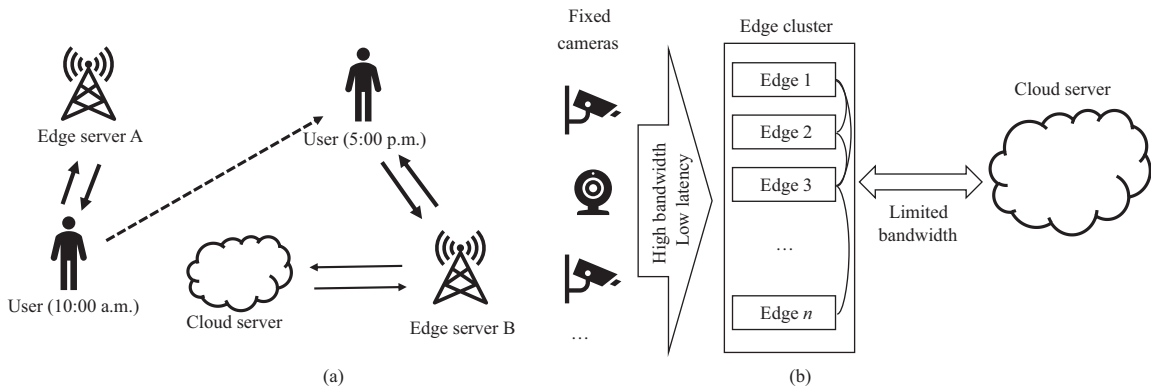 Edge server A
User (5:00 p.m.)
User (10:00 a.m.)
Cloud server
Edge server B
(a)
Fixed
cameras
...
High bandwidth
Low latency
Edge cluster
Edge 1
Edge 2
Edge 3
...
Edge n
Limited
bandwidth
Cloud server
(b)